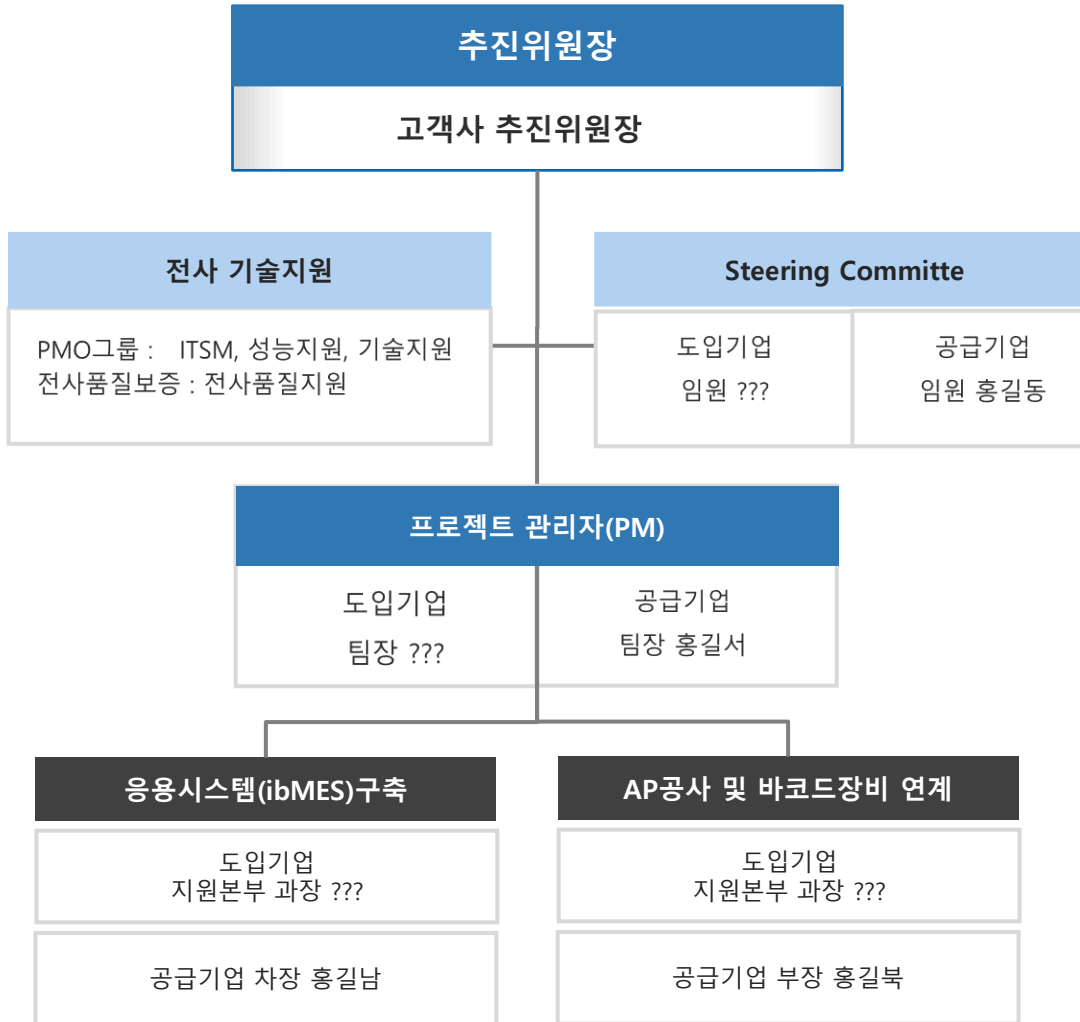 추진위원장
고객사 추진위원장
전사 기술지원
PMO그룹 : ITSM, 성능지원, 기술지원
전사품질보증 : 전사품질지원
Steering Committe
도입기업
임원 ???
공급기업
임원 홍길동
프로젝트 관리자(PM)
도입기업
팀장 ???
공급기업
팀장 홍길서
응용시스템(ibMES)구축
도입기업
지원본부 과장 ???
공급기업 차장 홍길남
AP공사 및 바코드장비 연계
도입기업
지원본부 과장 ???
공급기업 부장 홍길북